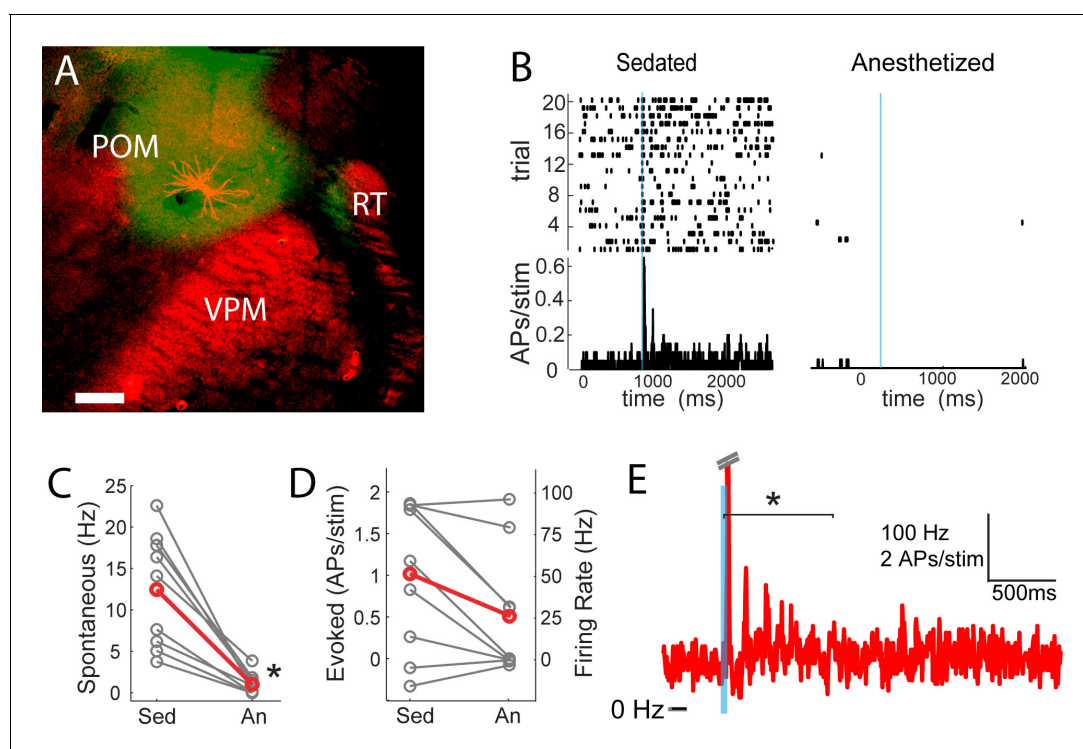 A
POM
RT
VPM
B
Sedated
Anesthetized
trial
20
16
12
8
4
APs/stim
0.6
0.4
0.2
0
0 1000 2000
time (ms)
0 1000 2000
time (ms)
C
Spontaneous (Hz)
25
20
15
10
5
0
Sed An
*
D
Evoked (APs/stim)
2
1.5
1
0.5
0
Sed An
100
75
50
25
0
Firing Rate (Hz)
E
*
100 Hz
2 APs/stim
500ms
0 Hz